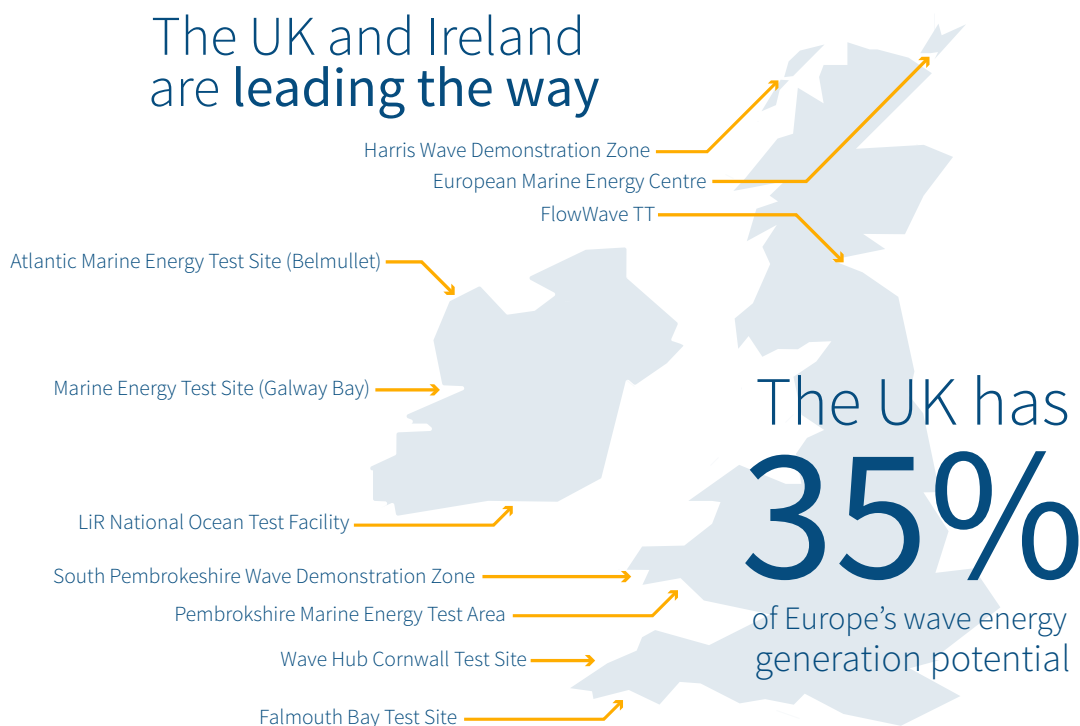 The UK and Ireland
are leading the way
Harris Wave Demonstration Zone
European Marine Energy Centre
FlowWave TT
Atlantic Marine Energy Test Site (Belmullet)
Marine Energy Test Site (Galway Bay)
The UK has
35%
of Europe’s wave energy
generation potential
LiR National Ocean Test Facility
South Pembrokeshire Wave Demonstration Zone
Pembrokshire Marine Energy Test Area
Wave Hub Cornwall Test Site
Falmouth Bay Test Site